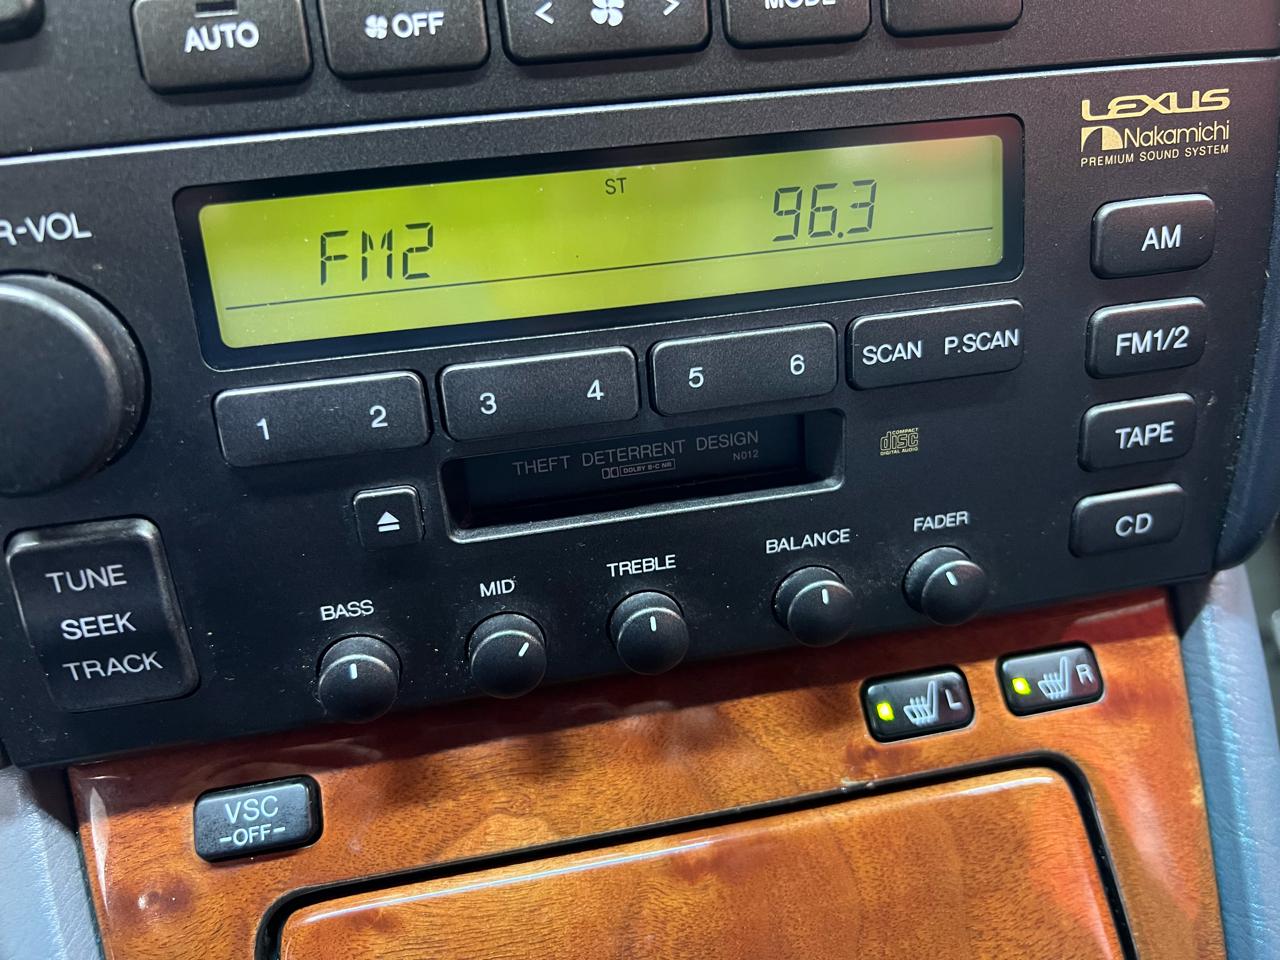 AUTO
OFF
< >
MODE
LEXUS
Nakamichi
PREMIUM SOUND SYSTEM
R-VOL
ST
FM2 96.3
AM
FM1/2
TAPE
CD
1 2 3 4 5 6 SCAN P.SCAN
THEFT DETERRENT DESIGN
DOLBY B·C NR N012
COMPACT
disc
DIGITAL AUDIO
TUNE
SEEK
TRACK
BASS MID TREBLE BALANCE FADER
L R
VSC
-OFF-